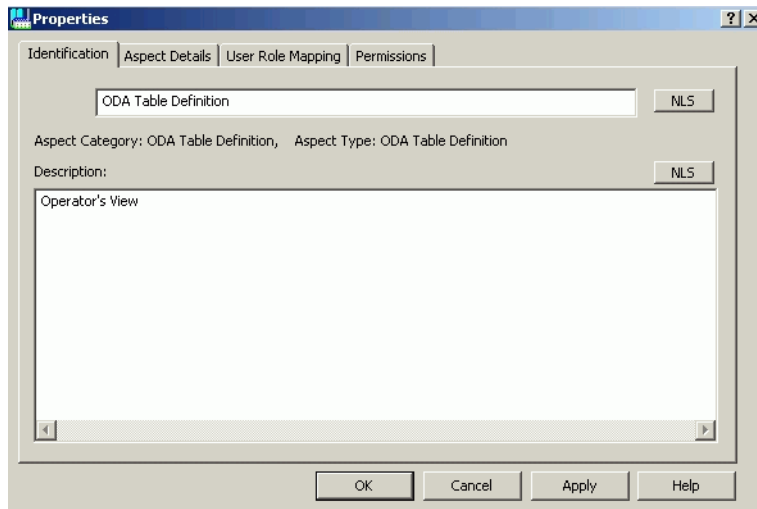 Properties
Identification Aspect Details User Role Mapping Permissions
ODA Table Definition NLS
Aspect Category: ODA Table Definition, Aspect Type: ODA Table Definition
Description: NLS
Operator's View
OK Cancel Apply Help